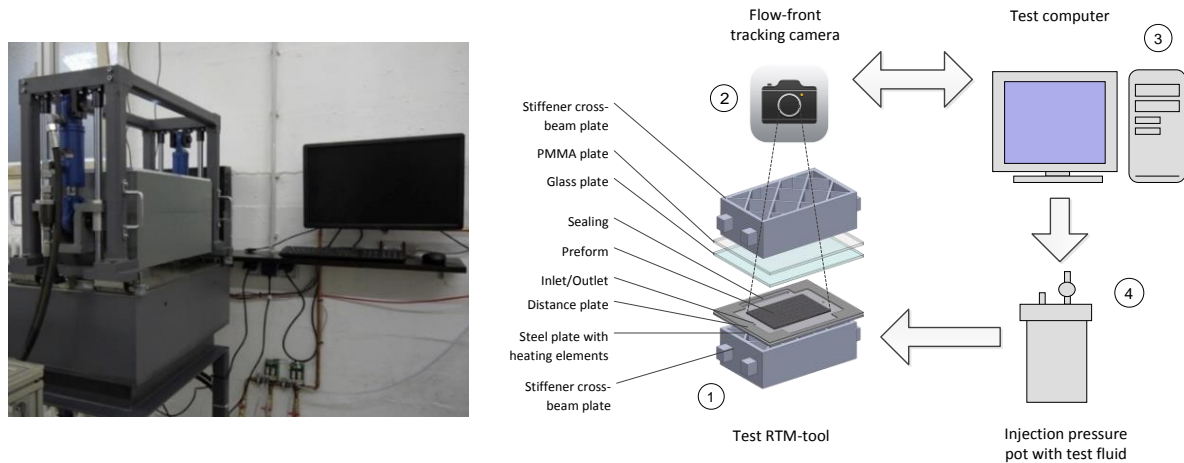 Flow-front
tracking camera
Test computer
3
2
Stiffener cross-
beam plate
PMMA plate
Glass plate
Sealing
Preform
Inlet/Outlet
Distance plate
Steel plate with
heating elements
Stiffener cross-
beam plate
1
Test RTM-tool
4
Injection pressure
pot with test fluid